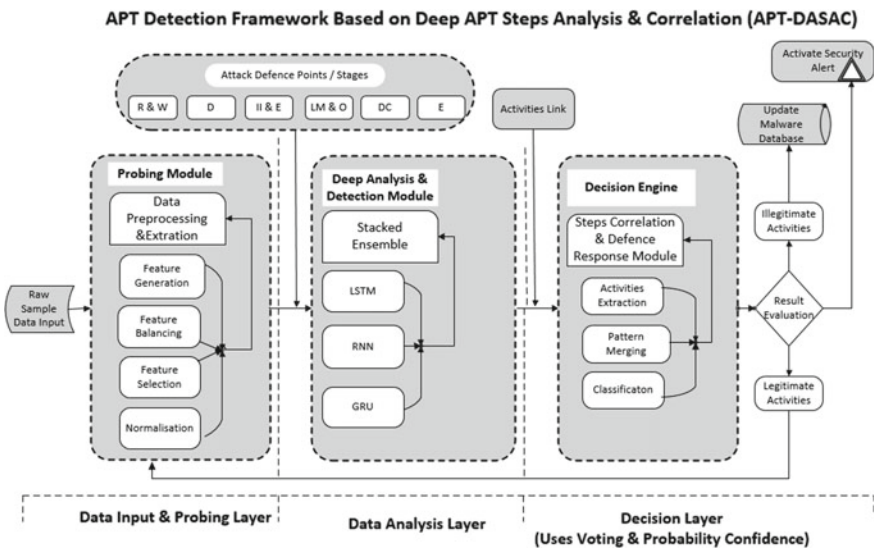 APT Detection Framework Based on Deep APT Steps Analysis & Correlation (APT-DASAC)
Attack Defence Points / Stages
R & W
D
II & E
LM & O
DC
E
Activities Link
Activate Security
Alert
Update
Malware
Database
Probing Module
Data
Preprocessing
&Extration
Feature
Generation
Feature
Balancing
Feature
Selection
Normalisation
Raw
Sample
Data Input
Deep Analysis &
Detection Module
Stacked
Ensemble
LSTM
RNN
GRU
Decision Engine
Steps Correlation
& Defence
Response Module
Activities
Extraction
Pattern
Merging
Classificaton
Illegitimate
Activities
Result
Evaluation
Legitimate
Activities
Data Input & Probing Layer
Data Analysis Layer
Decision Layer
(Uses Voting & Probability Confidence)